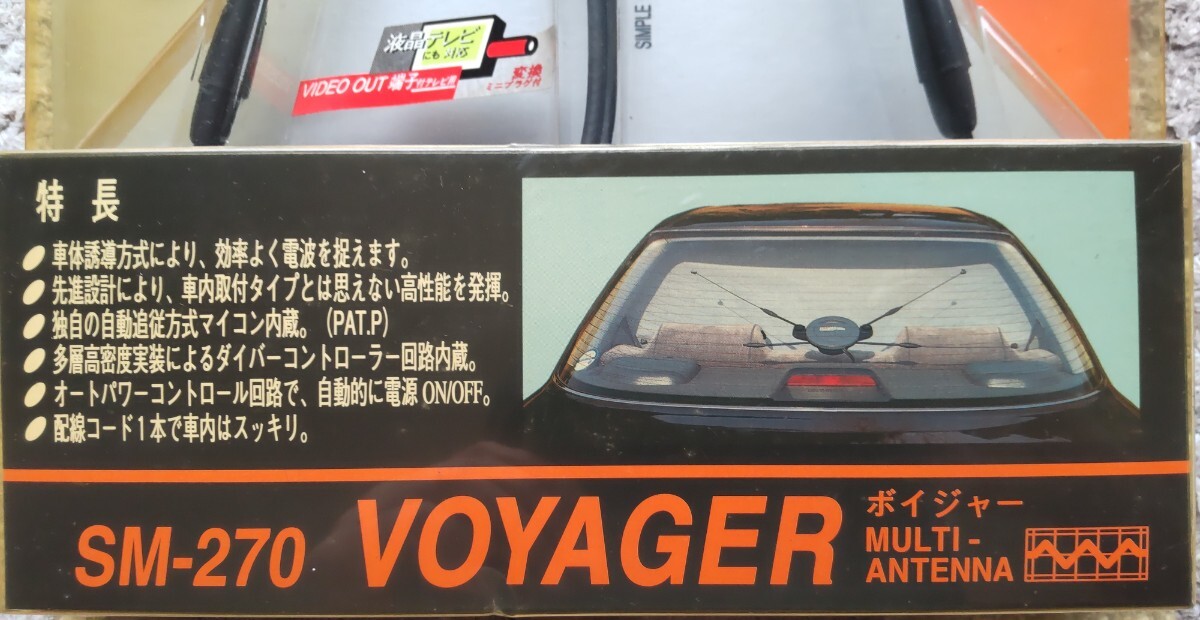 液晶テレビ
にも対応
VIDEO OUT 端子付テレビ用
変換
ミニプラグ付
SIMPLE
特長
● 車体誘導方式により、効率よく電波を捉えます。
● 先進設計により、車内取付タイプとは思えない高性能を発揮。
● 独自の自動追従方式マイコン内蔵。(PAT.P)
● 多層高密度実装によるダイバーコントローラー回路内蔵。
● オートパワーコントロール回路で、自動的に電源ON/OFF。
● 配線コード1本で車内はスッキリ。
SM-270 VOYAGER
ボイジャー
MULTI-
ANTENNA